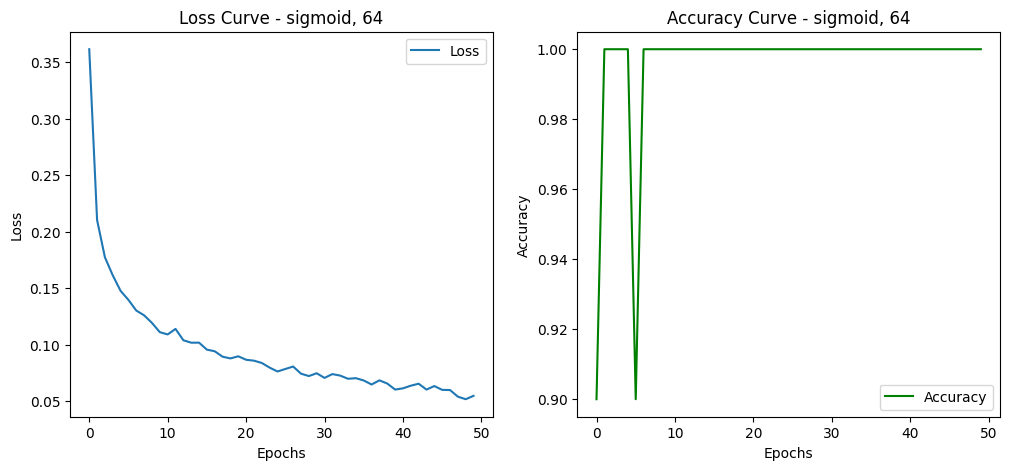 Loss Curve - sigmoid, 64
Loss
0.35
0.30
0.25
0.20
0.15
0.10
0.05
Loss
0 10 20 30 40 50
Epochs
Accuracy Curve - sigmoid, 64
1.00
0.98
0.96
0.94
0.92
0.90
Accuracy
Accuracy
0 10 20 30 40 50
Epochs